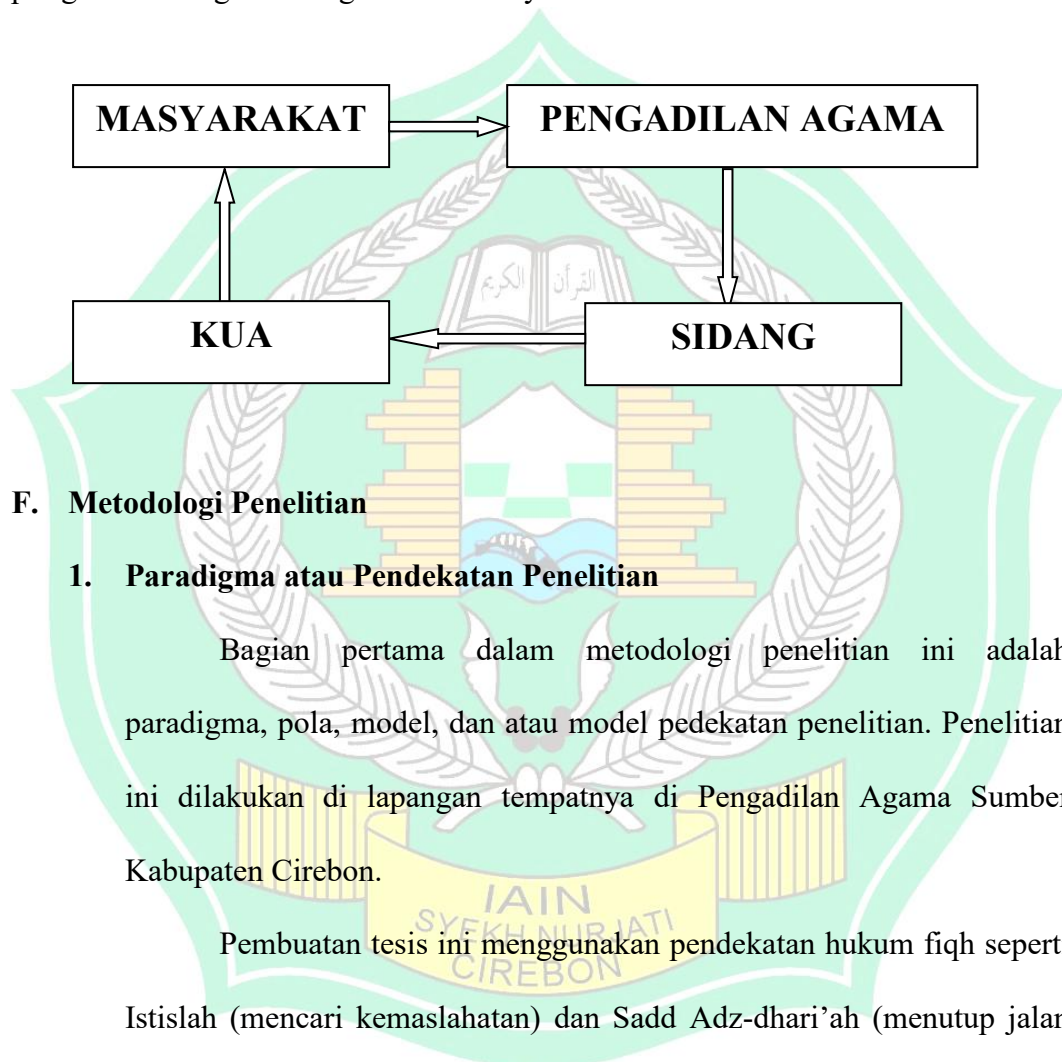 MASYARAKAT PENGADILAN AGAMA
KUA SIDANG
F. Metodologi Penelitian
1. Paradigma atau Pendekatan Penelitian
Bagian pertama dalam metodologi penelitian ini adalah
paradigma, pola, model, dan atau model pedekatan penelitian. Penelitian
ini dilakukan di lapangan tempatnya di Pengadilan Agama Sumber
Kabupaten Cirebon.
Pembuatan tesis ini menggunakan pendekatan hukum fiqh sepert
Istislah (mencari kemaslahatan) dan Sadd Adz-dhari’ah (menutup jalan
القرآن
الكريم
IAIN
SYEKH NURJATI
CIREBON